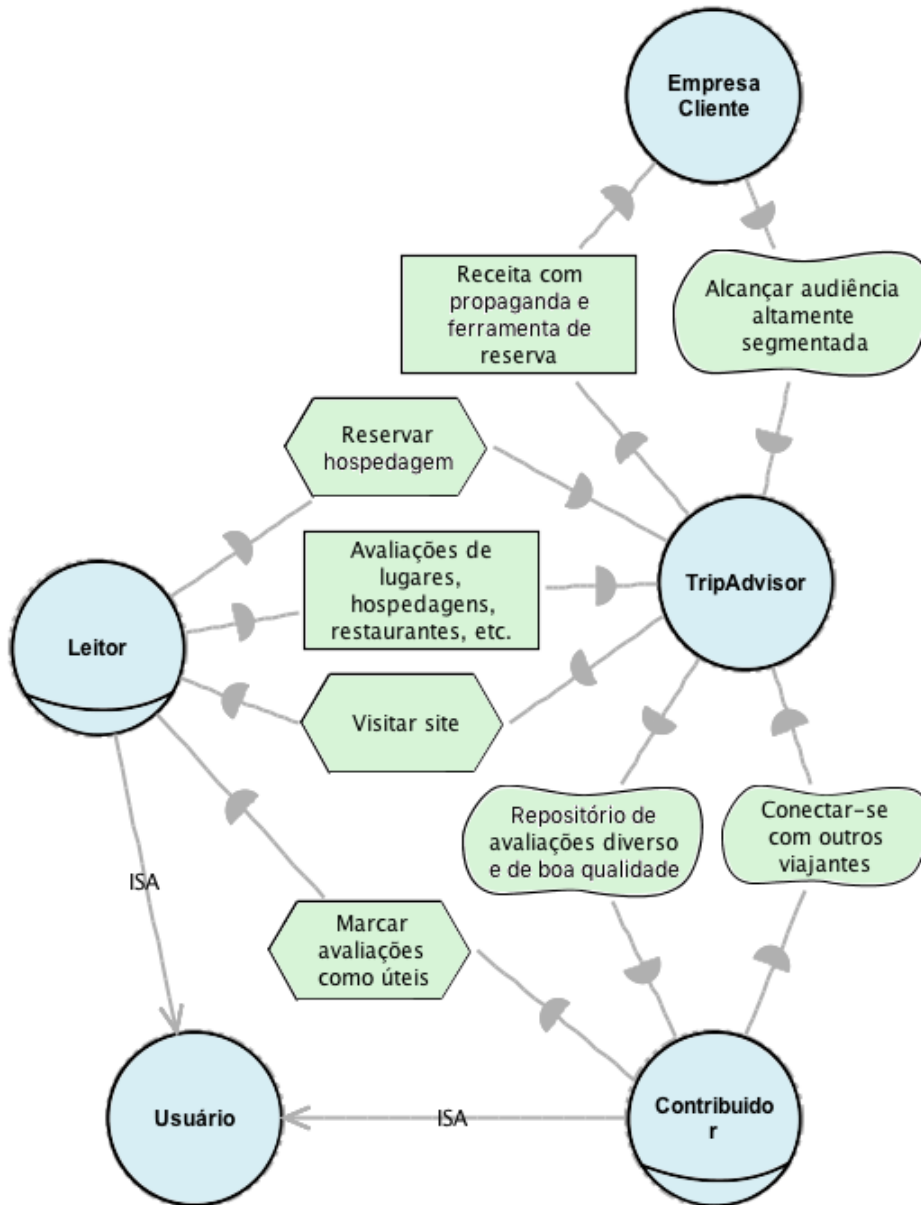 Empresa
Cliente
Receita com
propaganda e
ferramenta de
reserva
Alcançar audiência
altamente
segmentada
Reservar
hospedagem
Avaliações de
lugares,
hospedagens,
restaurantes, etc.
TripAdvisor
Leitor
Visitar site
Repositório de
avaliações diverso
e de boa qualidade
Conectar-se
com outros
viajantes
ISA
Marcar
avaliações
como úteis
Usuário
ISA
Contribuido
r